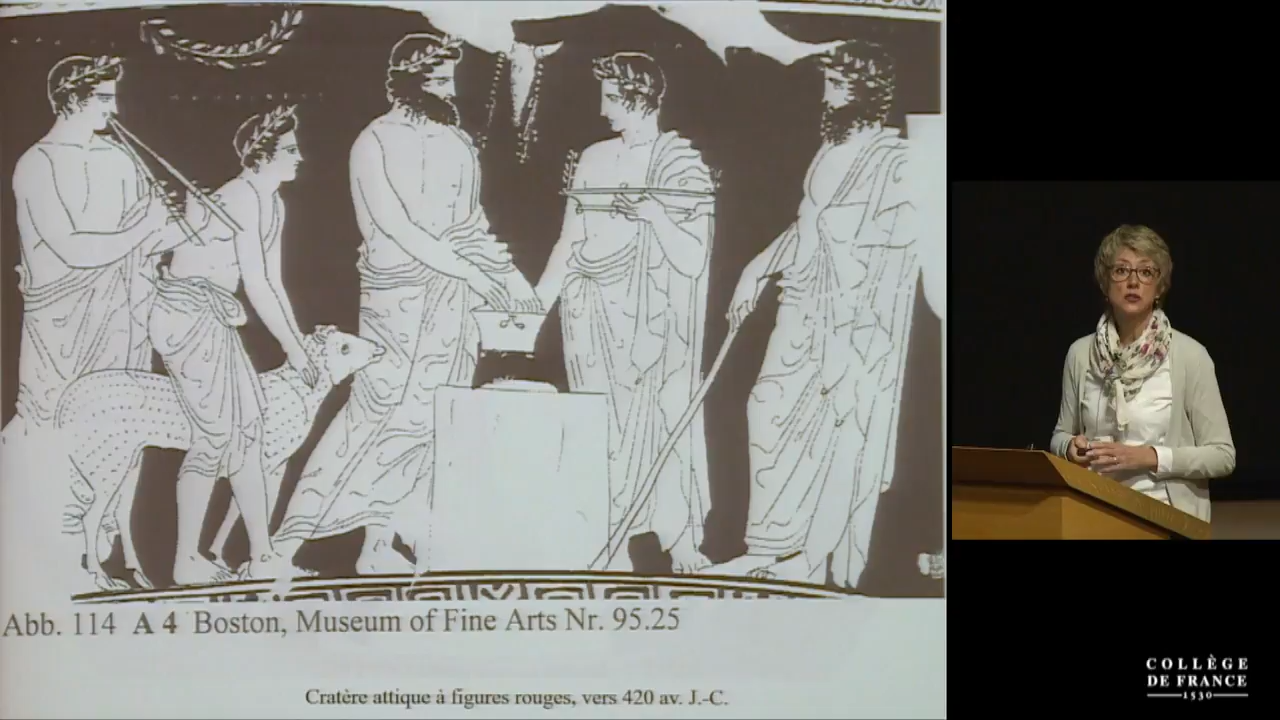 Abb. 114 A 4 Boston, Museum of Fine Arts Nr. 95.25
Cratère attique à figures rouges, vers 420 av. J.-C.
COLLÈGE
DE FRANCE
1530